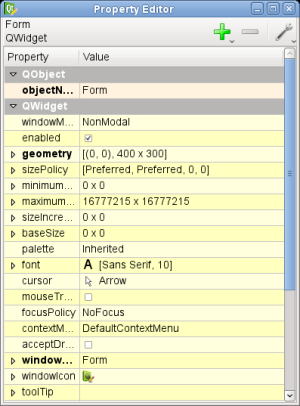 Property Editor
Form
QWidget
Property Value
QObject
objectN... Form
QWidget
windowM... NonModal
enabled
geometry [(0, 0), 400 x 300]
sizePolicy [Preferred, Preferred, 0, 0]
minimum... 0 x 0
maximum... 16777215 x 16777215
sizeIncre... 0 x 0
baseSize 0 x 0
palette Inherited
font A [Sans Serif, 10]
cursor Arrow
mouseTr...
focusPolicy NoFocus
contextM... DefaultContextMenu
acceptDr...
window... Form
windowIcon
toolTip